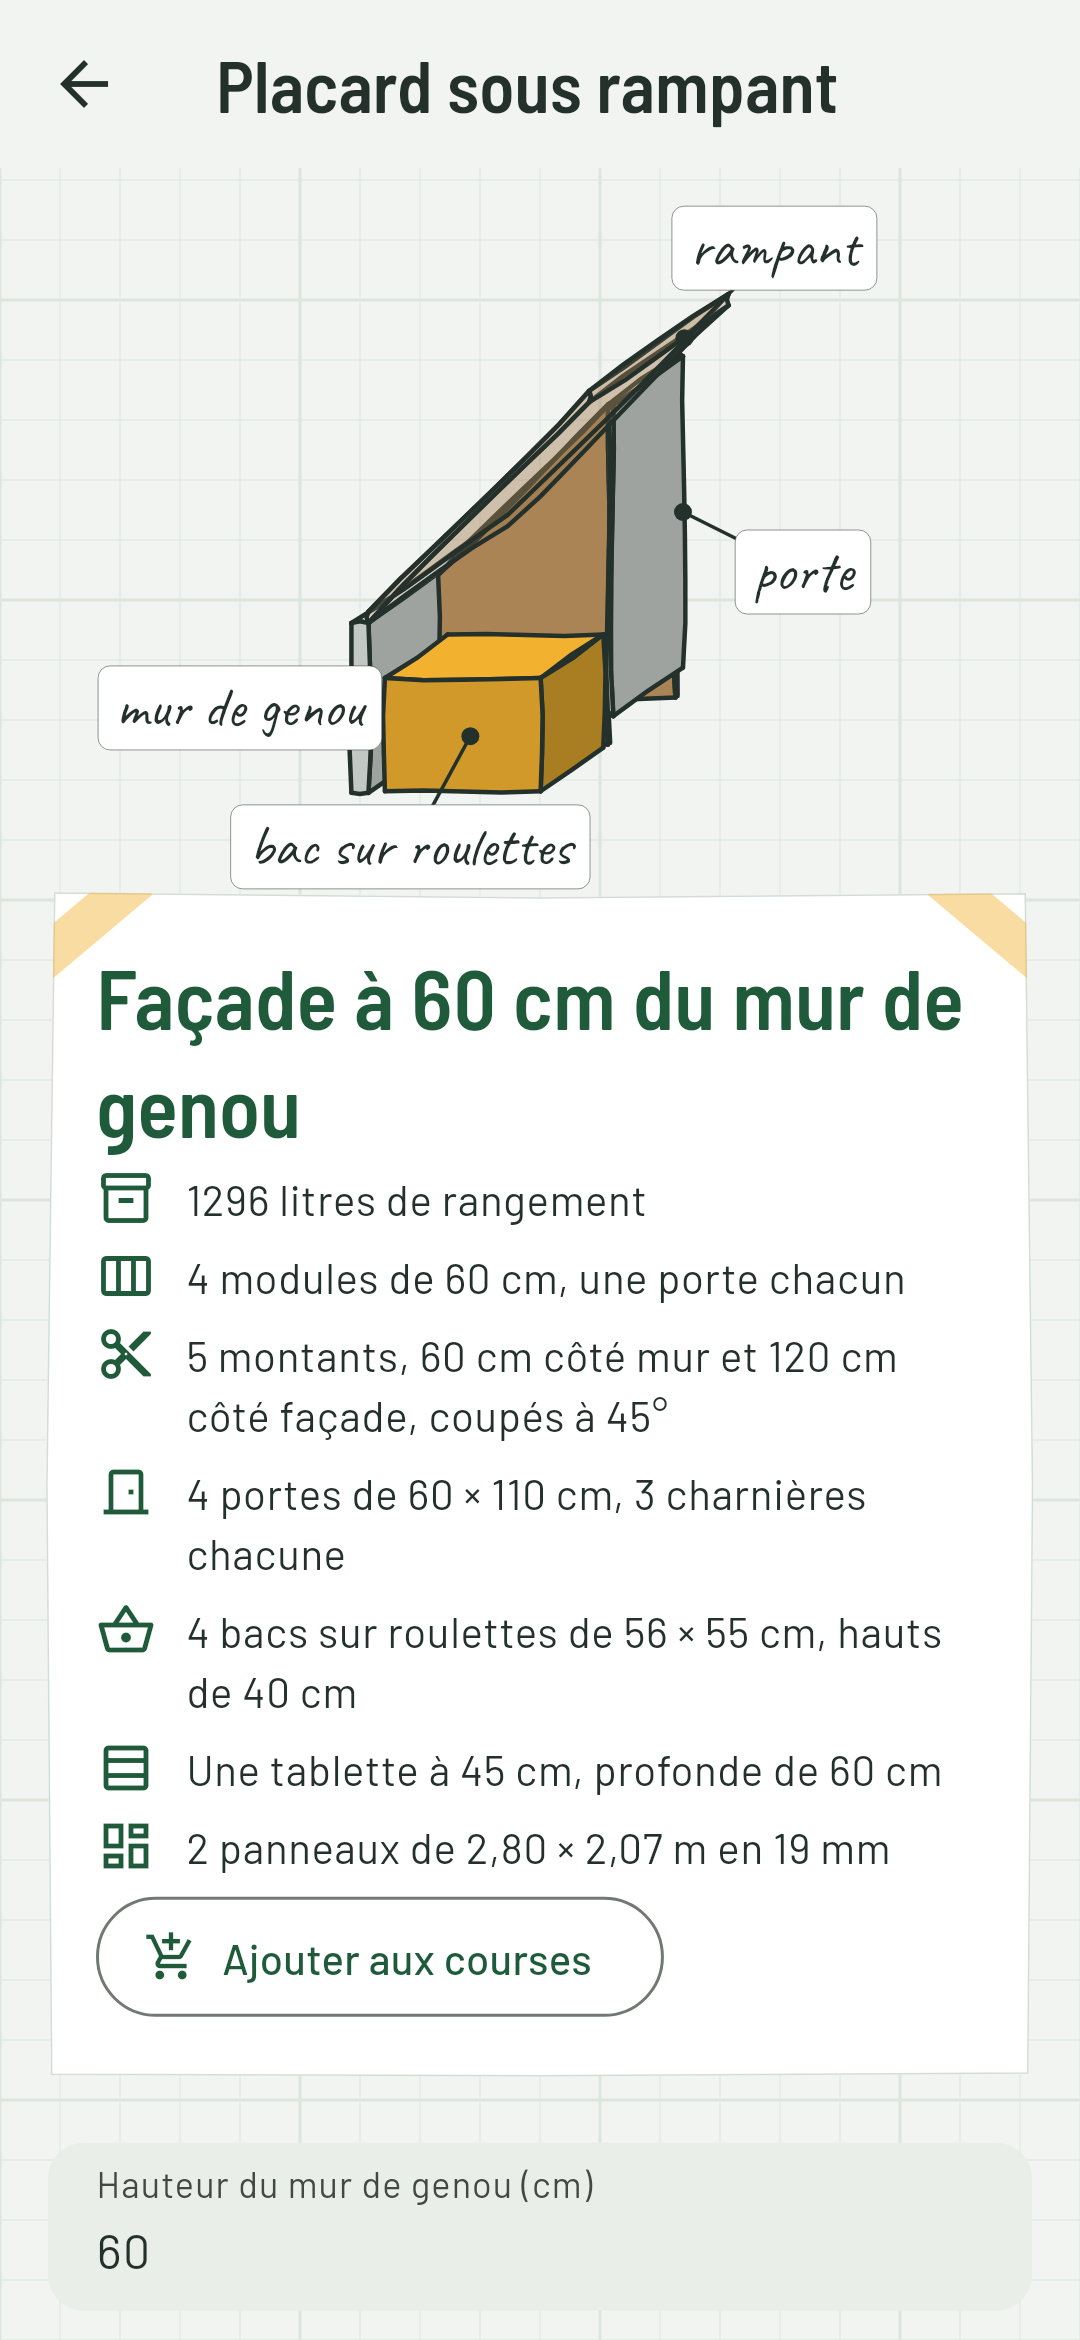 Placard sous rampant
rampant
porte
mur de genou
bac sur roulettes
Façade à 60 cm du mur de
genou
1296 litres de rangement
4 modules de 60 cm, une porte chacun
5 montants, 60 cm côté mur et 120 cm
côté façade, coupés à 45°
4 portes de 60 × 110 cm, 3 charnières
chacune
4 bacs sur roulettes de 56 × 55 cm, hauts
de 40 cm
Une tablette à 45 cm, profonde de 60 cm
2 panneaux de 2,80 × 2,07 m en 19 mm
Ajouter aux courses
Hauteur du mur de genou (cm)
60